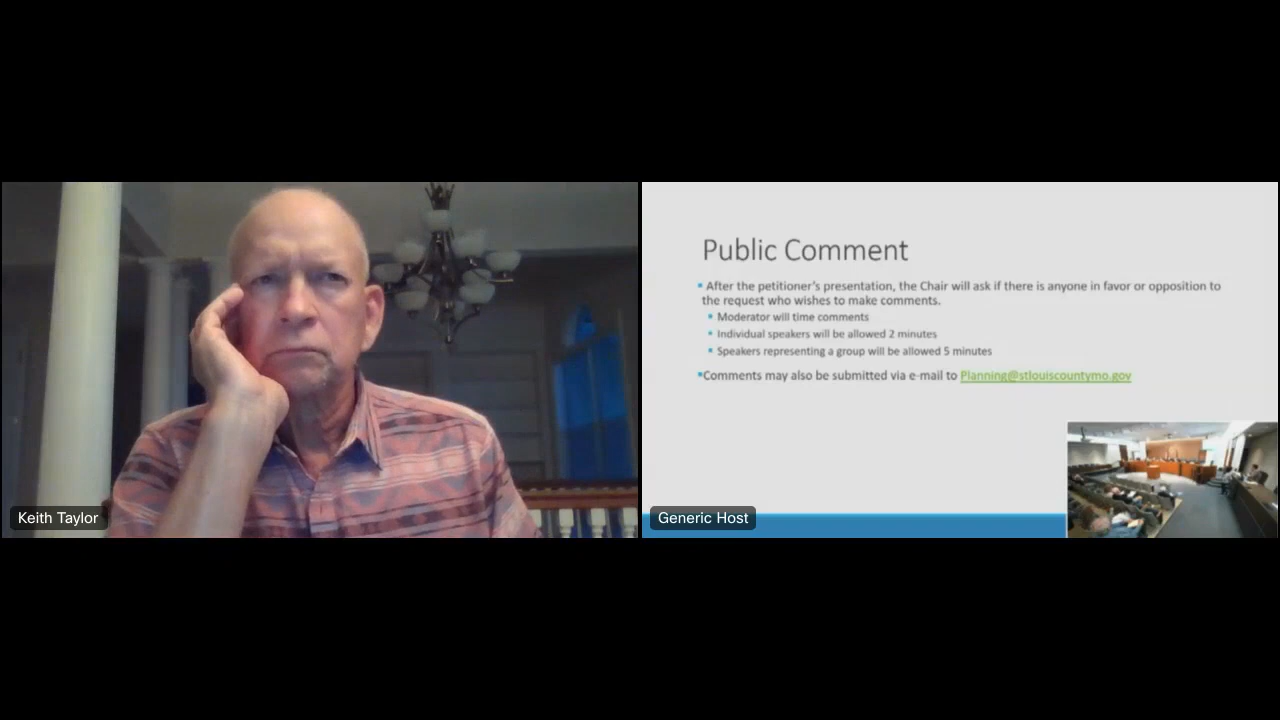 Public Comment
After the petitioner's presentation, the Chair will ask if there is anyone in favor or opposition to
the request who wishes to make comments.
Moderator will time comments
Individual speakers will be allowed 2 minutes
Speakers representing a group will be allowed 5 minutes
Comments may also be submitted via e-mail to Planning@stlouiscountymo.gov
Keith Taylor
Generic Host